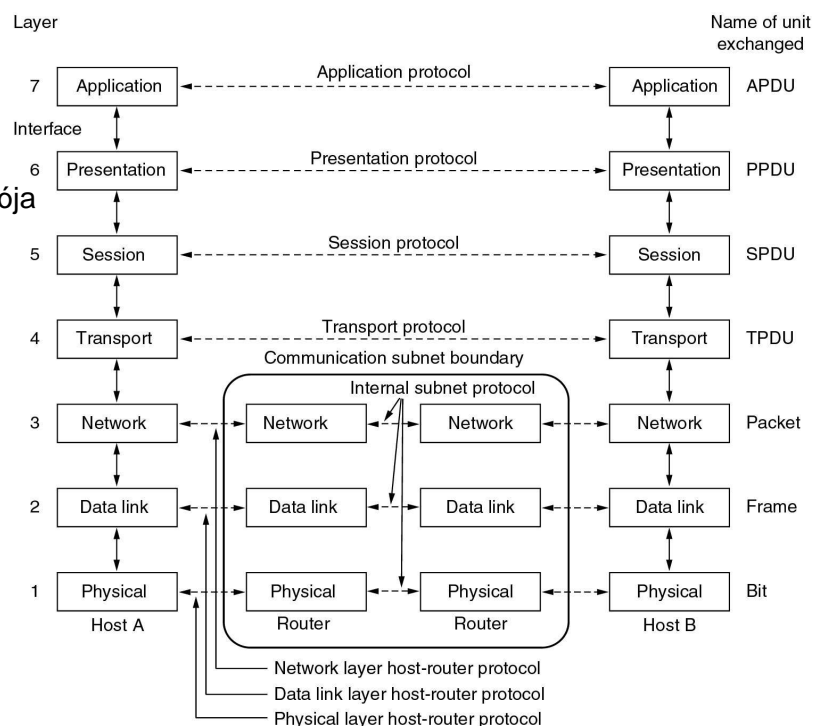 Layer
Name of unit
exchanged
7 Application Application protocol Application APDU
Interface
6 Presentation Presentation protocol Presentation PPDU
ója
5 Session Session protocol Session SPDU
4 Transport Transport protocol Transport TPDU
Communication subnet boundary
Internal subnet protocol
3 Network Network Network Network Packet
2 Data link Data link Data link Data link Frame
1 Physical Physical Physical Physical Bit
Host A Router Router Host B
Network layer host-router protocol
Data link layer host-router protocol
Physical layer host-router protocol